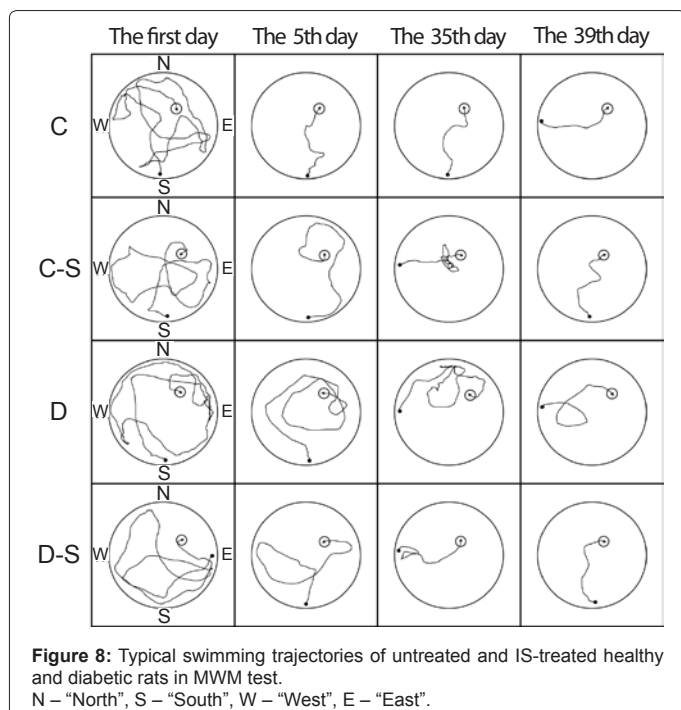 The first day The 5th day The 35th day The 39th day
N
C W E
S
N
C-S W E
S
N
D W E
S
N
D-S W E
S
Figure 8: Typical swimming trajectories of untreated and IS-treated healthy
and diabetic rats in MWM test.
N – “North”, S – “South”, W – “West”, E – “East”.